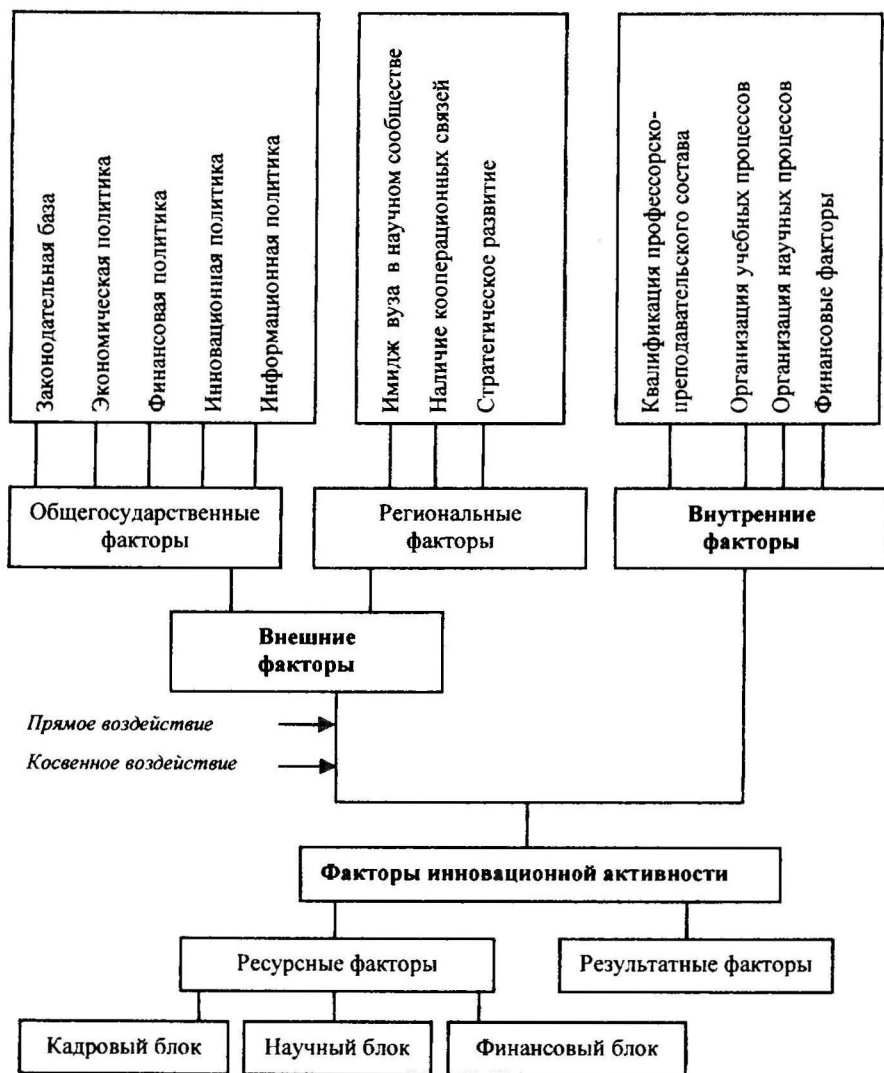 Законодательная база
Экономическая политика
Финансовая политика
Инновационная политика
Информационная политика
Имидж вуза в научном сообществе
Наличие кооперационных связей
Стратегическое развитие
Квалификация профессорско-
преподавательского состава
Организация учебных процессов
Организация научных процессов
Финансовые факторы
Общегосударственные
факторы
Региональные
факторы
Внутренние
факторы
Внешние
факторы
Прямое воздействие
Косвенное воздействие
Факторы инновационной активности
Ресурсные факторы
Результатные факторы
Кадровый блок
Научный блок
Финансовый блок